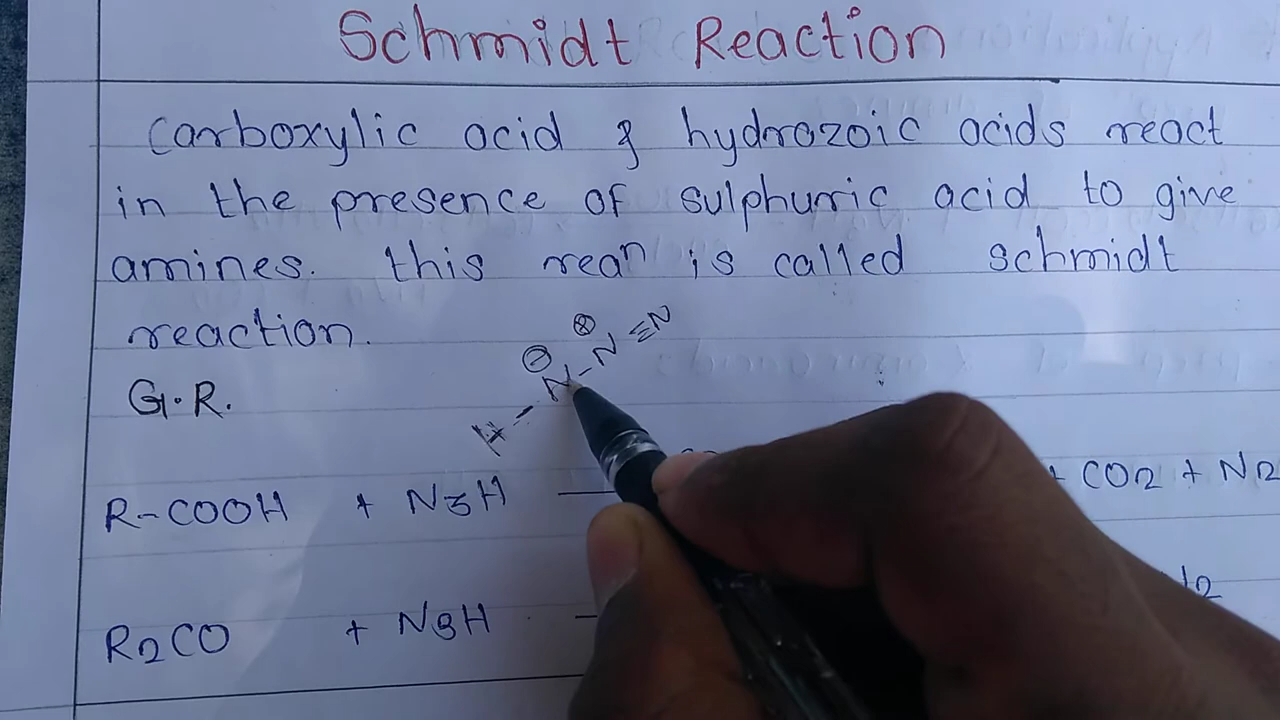 Schmidt Reaction
Carboxylic acid & hydrozoic acids react
in the presence of sulphuric acid to give
amines. this reaⁿ is called schmidt
reaction.
G.R.
H-N-N≡N
⊖ ⊕
R-COOH + N3H + CO2 + N2
R2CO + N3H